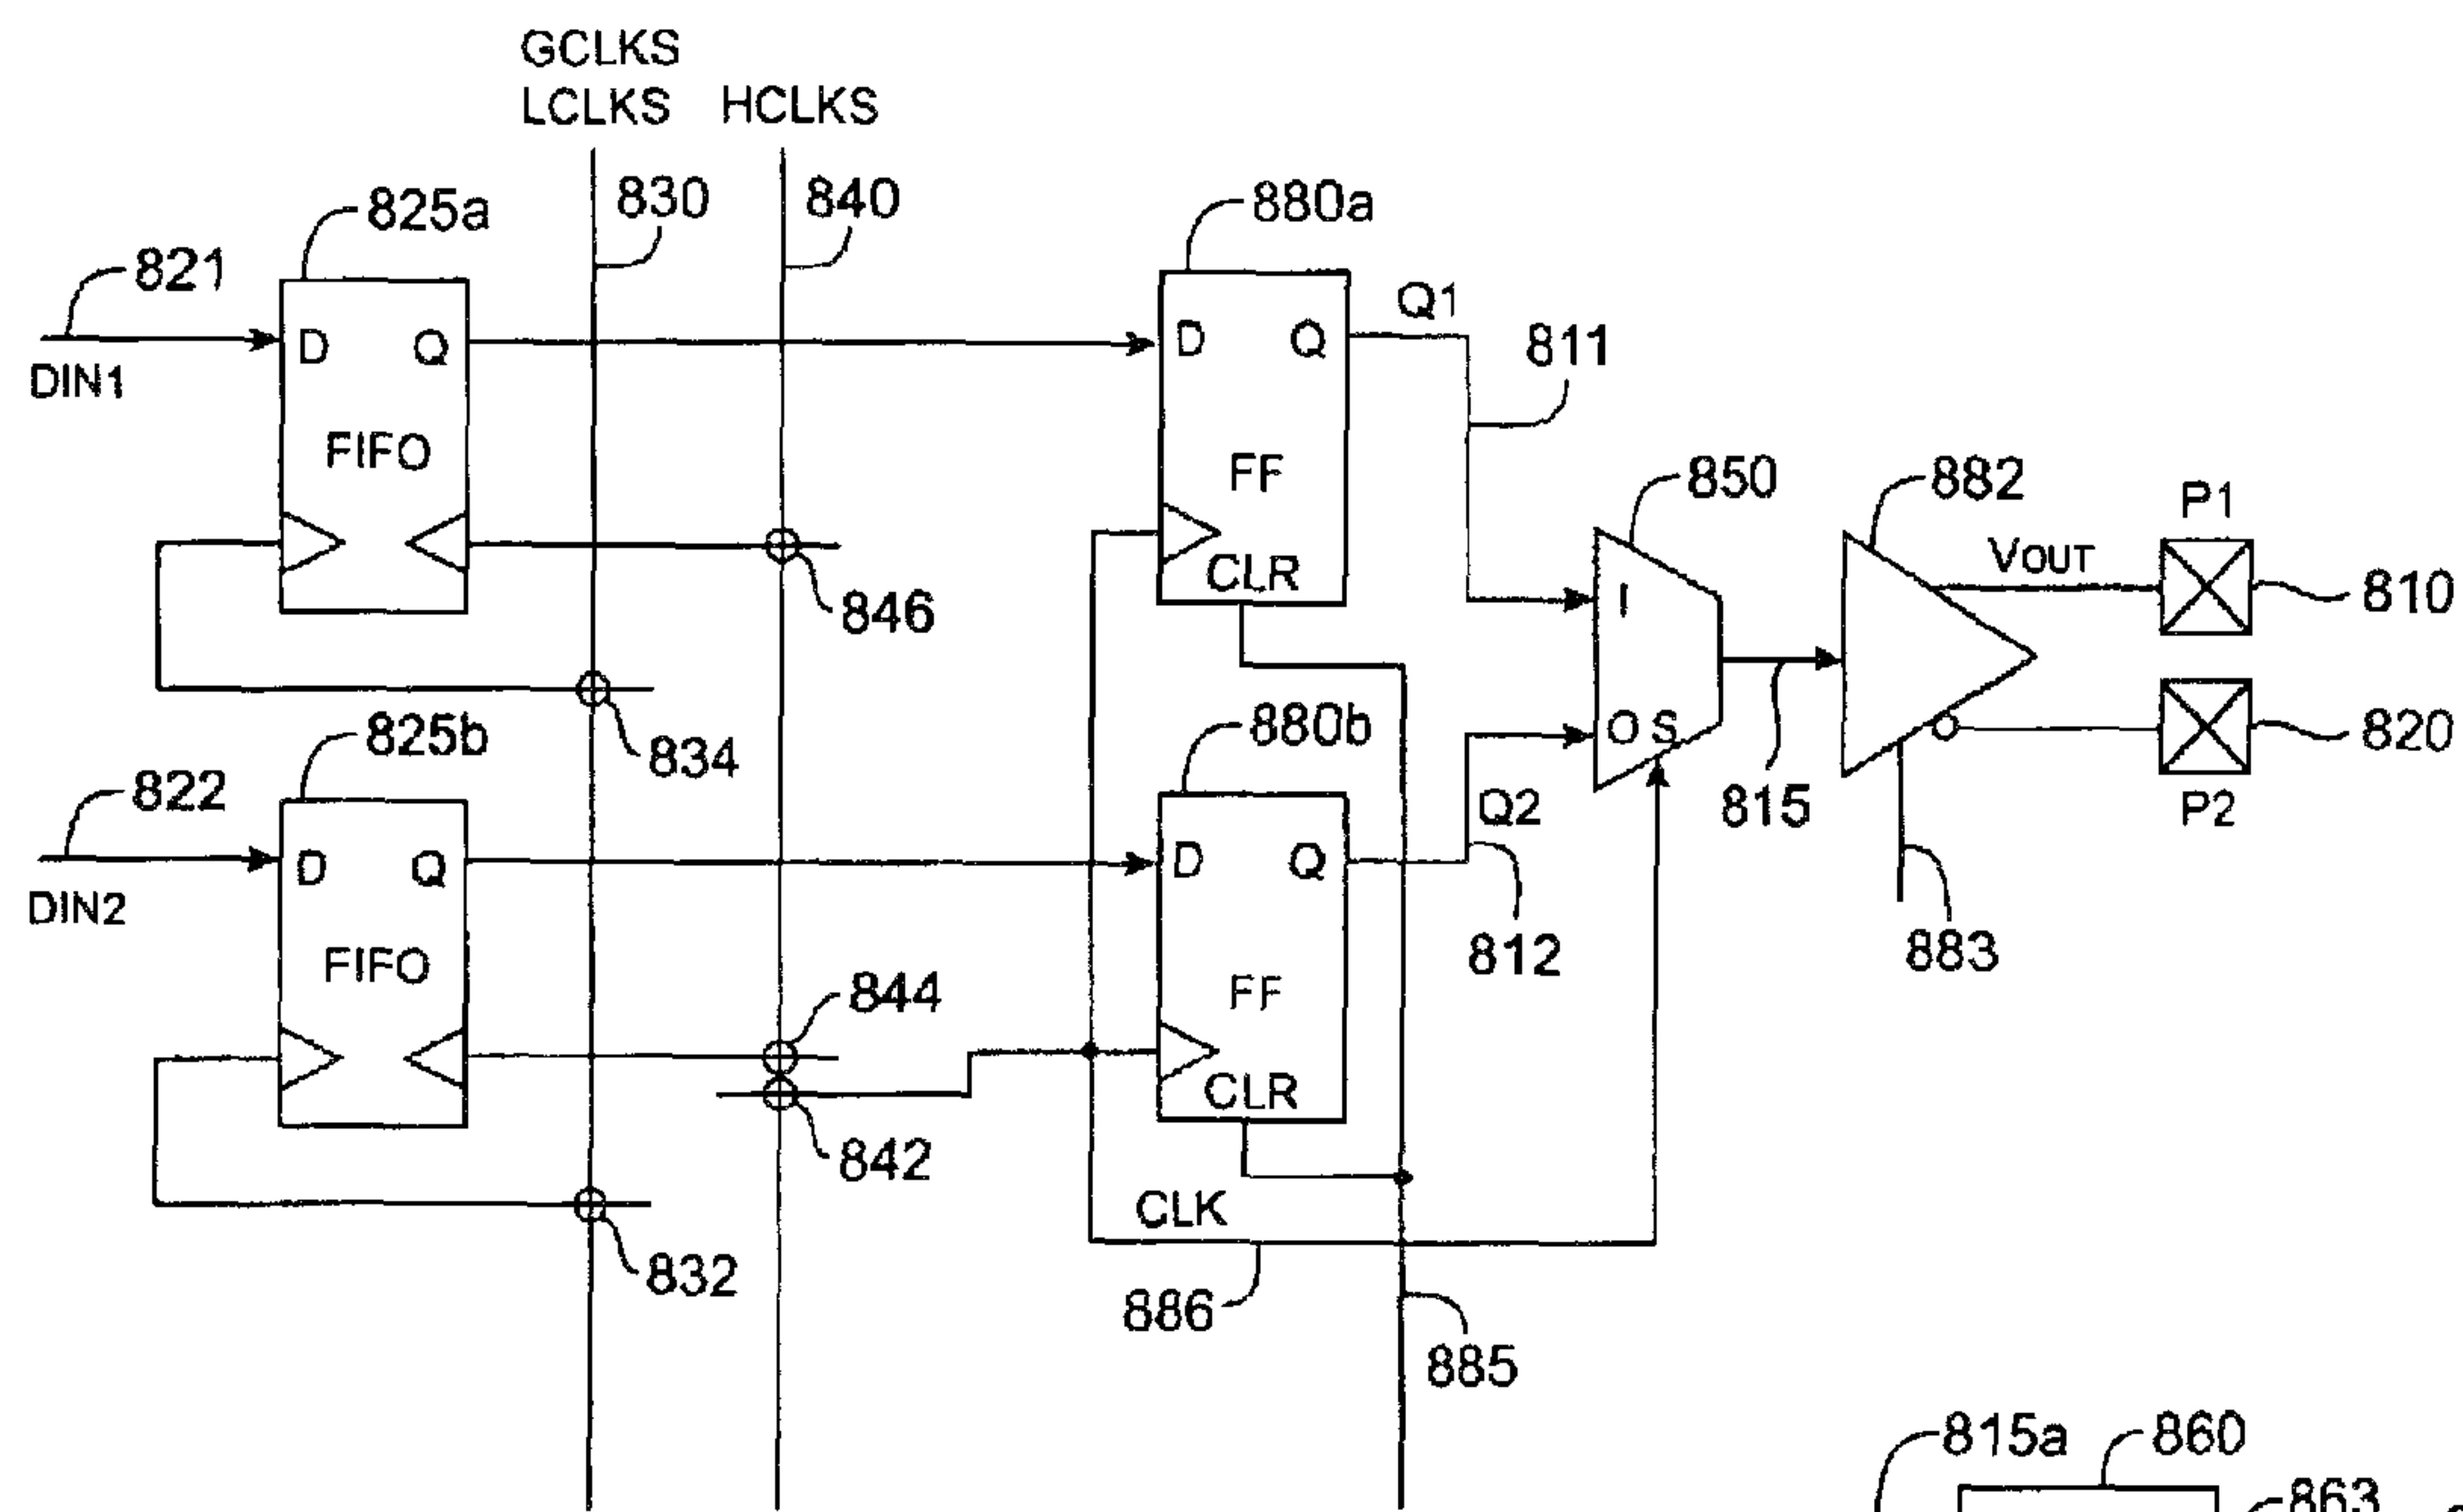 GCLKS
LCLKS HCLKS
830 840
825a
880a
821
DIN1
D Q
FIFO
D Q
FF
CLR
Q1
811
850
882
P1
VOUT
810
846
I
O S
834
825b
880b
815
820
P2
822
DIN2
D Q
FIFO
D Q
FF
CLR
Q2
812
883
844
842
832
CLK
886
885
815a 860
863